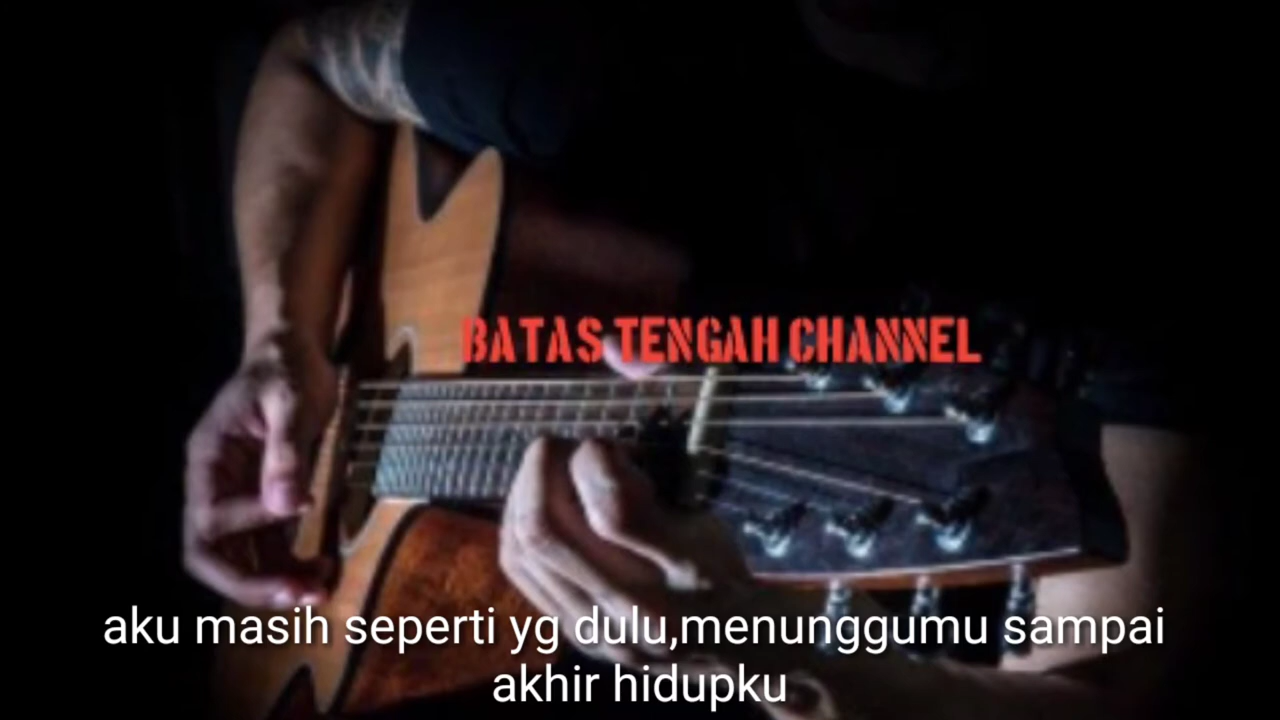 BATAS TENGAH CHANNEL
aku masih seperti yg dulu,menunggumu sampai
akhir hidupku